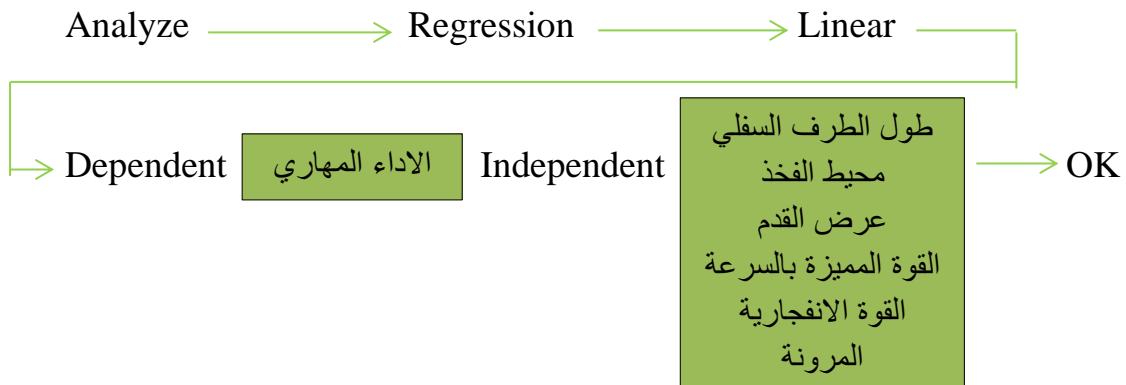 Analyze Regression Linear
Dependent الاداء المهاري Independent
طول الطرف السفلي
محيط الفخذ
عرض القدم
القوة المميزة بالسرعة
القوة الانفجارية
المرونة
OK